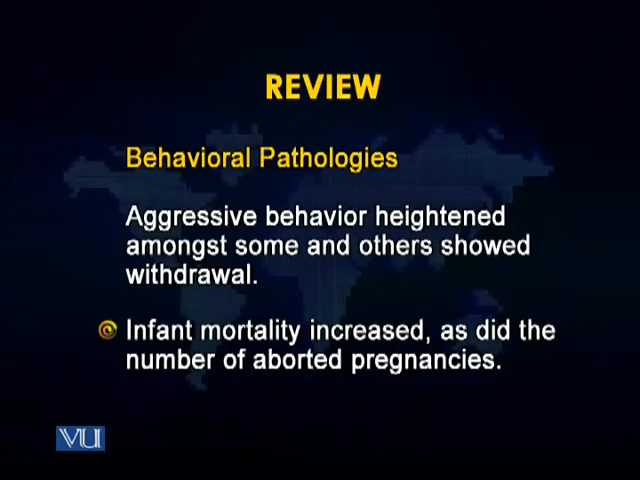 REVIEW
Behavioral Pathologies
Aggressive behavior heightened
amongst some and others showed
withdrawal.
Infant mortality increased, as did the
number of aborted pregnancies.
VU